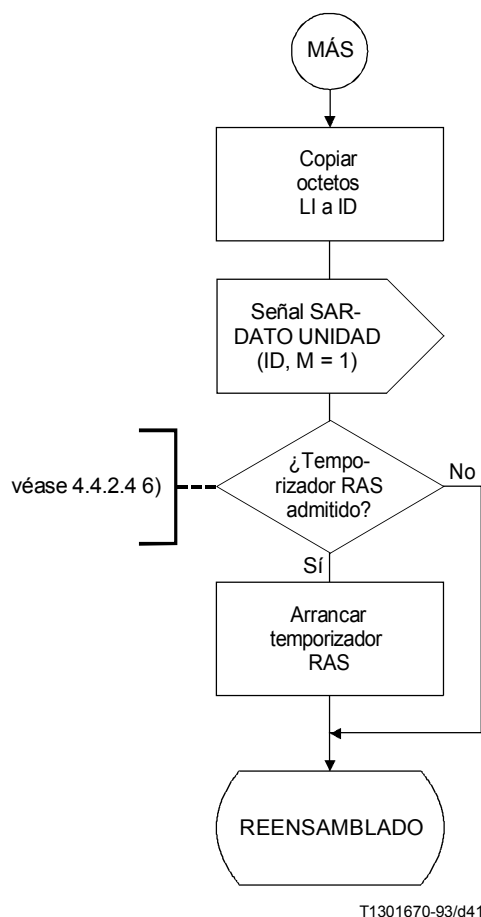 MÁS
Copiar
octetos
LI a ID
Señal SAR-
DATO UNIDAD
(ID, M = 1)
véase 4.4.2.4 6)
¿Tempo-
rizador RAS
admitido?
No
Sí
Arrancar
temporizador
RAS
REENSAMBLADO
T1301670-93/d41